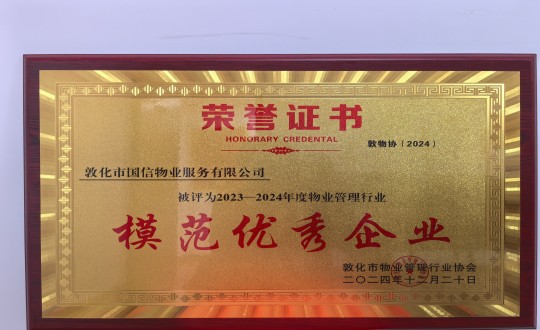 荣誉证书
HONORARY CREDENTAL
敦物协（2024）
敦化市国信物业服务有限公司
被评为2023—2024年度物业管理行业
模范优秀企业
敦化市物业管理行业协会
二〇二四年十二月二十日